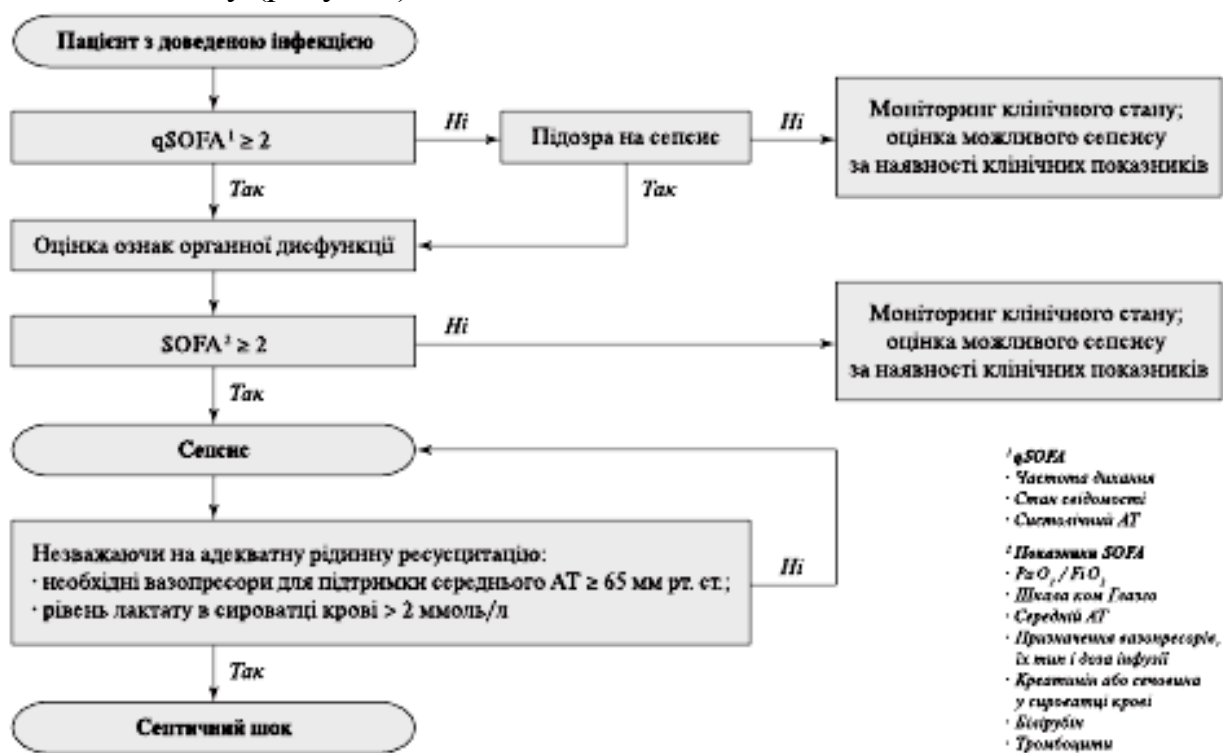 Пацієнт з доведеною інфекцією
qSOFA¹ ≥ 2
Ні
Підозра на сепсис
Ні
Моніторинг клінічного стану;
оцінка можливого сепсису
за наявності клінічних показників
Так
Так
Оцінка ознак органної дисфункції
SOFA² ≥ 2
Ні
Моніторинг клінічного стану;
оцінка можливого сепсису
за наявності клінічних показників
Так
Сепсис
Незважаючи на адекватну рідинну ресусцитацію:
· необхідні вазопресори для підтримки середнього АТ ≥ 65 мм рт. ст.;
· рівень лактату в сироватці крові > 2 ммоль/л
Ні
Так
Септичний шок
¹ qSOFA
· Частота дихання
· Стан свідомості
· Систолічний АТ
² Показники SOFA
· PaO₂ / FiO₂
· Шкала ком Глазго
· Середній АТ
· Призначення вазопресорів,
їх тип і доза інфузії
· Креатинін або сечовина
у сироватці крові
· Білірубін
· Тромбоцити